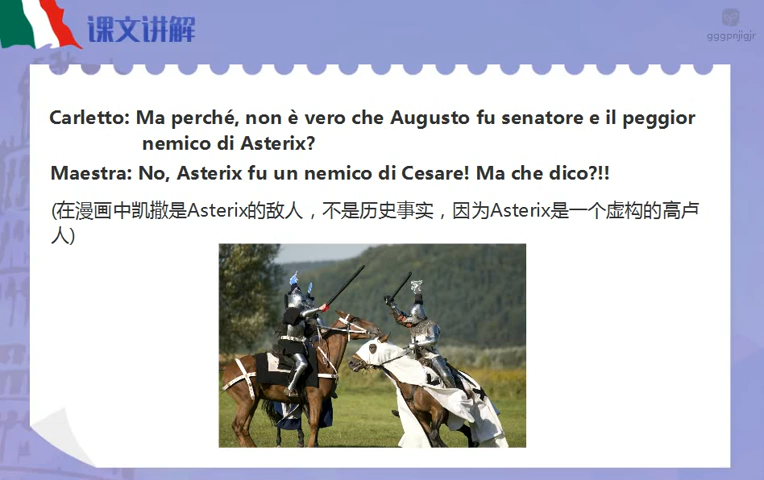 课文讲解
gggpnjigjr
Carletto: Ma perché, non è vero che Augusto fu senatore e il peggior
nemico di Asterix?
Maestra: No, Asterix fu un nemico di Cesare! Ma che dico?!!
(在漫画中凯撒是Asterix的敌人，不是历史事实，因为Asterix是一个虚构的高卢
人)